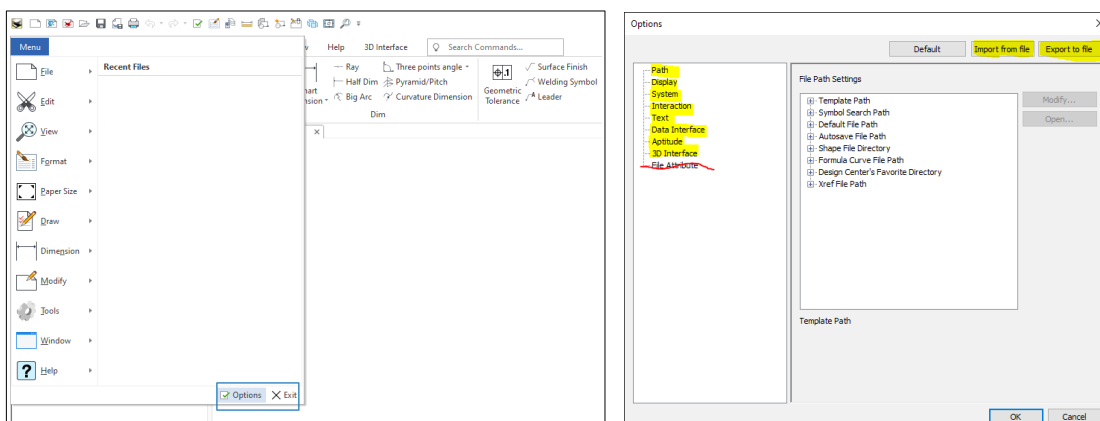 Menu
Help 3D Interface Search Commands...
File
Edit
View
Format
Paper Size
Draw
Dimension
Modify
Tools
Window
Help
Recent Files
Ray
Half Dim
Big Arc
Three points angle
Pyramid/Pitch
Curvature Dimension
Dim
Geometric
Tolerance
Surface Finish
Welding Symbol
Leader
Options Exit
Options
Default Import from file Export to file
Path
Display
System
Interaction
Text
Data Interface
Aptitude
3D Interface
File Attribute
File Path Settings
Template Path
Symbol Search Path
Default File Path
Autosave File Path
Shape File Directory
Formula Curve File Path
Design Center's Favorite Directory
Xref File Path
Modify...
Open...
Template Path
OK Cancel